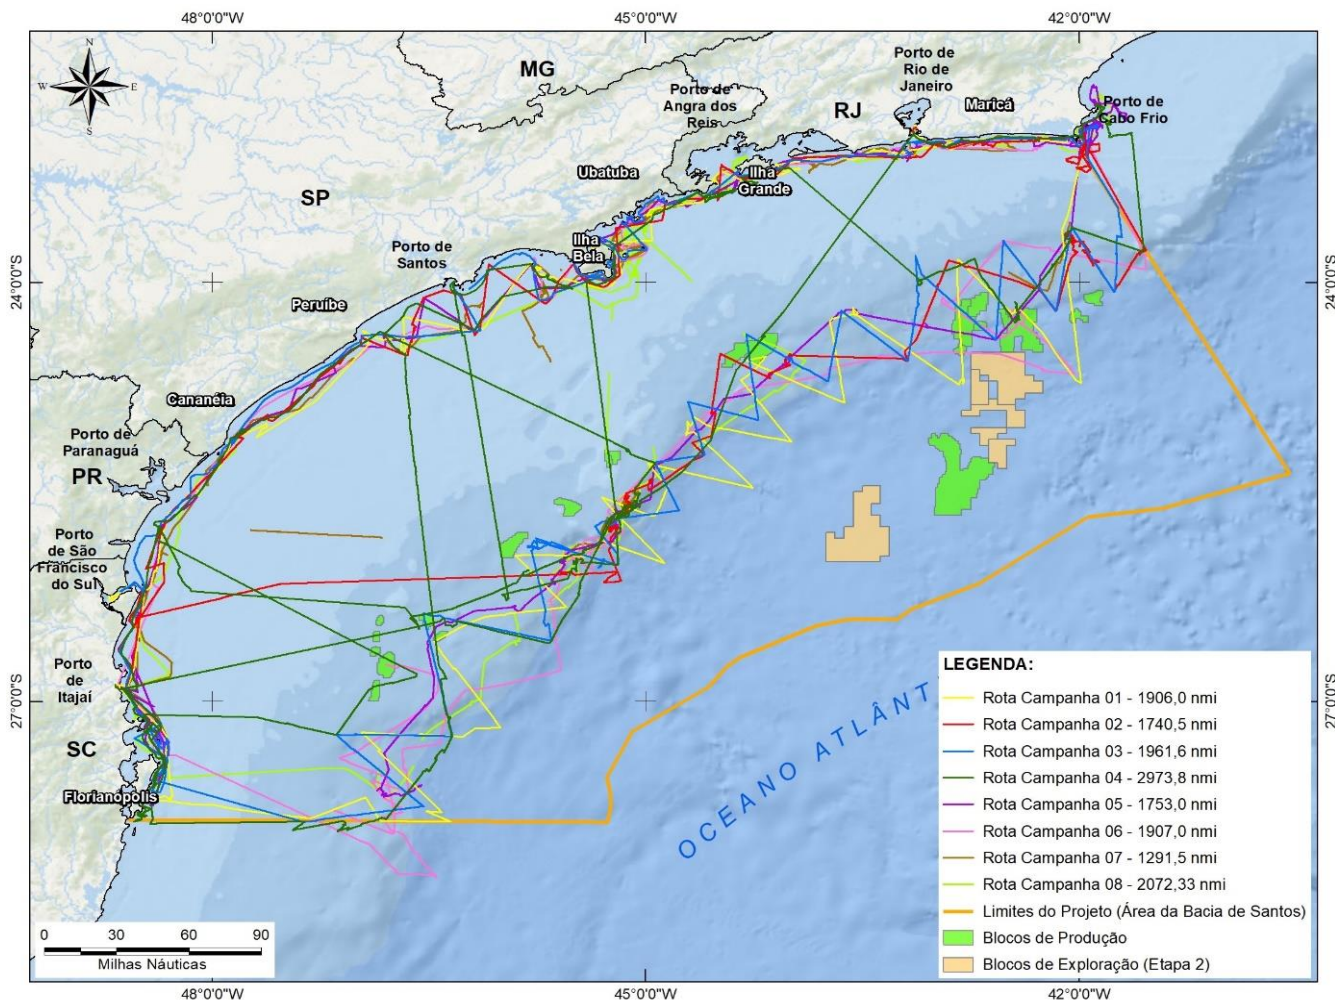 48°0'0"W
45°0'0"W
42°0'0"W
N
W
E
S
MG
Porto de
Angra dos
Reis
Porto de
Rio de
Janeiro
RJ
Maricá
Porto de
Cabo Frio
Ubatuba
Ilha
Grande
SP
Ilha
Bela
Porto de
Santos
24°0'0"S
24°0'0"S
Peruíbe
Cananéia
Porto de
Paranaguá
PR
Porto
de São
Francisco
do Sul
Porto
de
Itajaí
27°0'0"S
27°0'0"S
SC
Florianópolis
OCEANO ATLÂNT
LEGENDA:
Rota Campanha 01 - 1906,0 nmi
Rota Campanha 02 - 1740,5 nmi
Rota Campanha 03 - 1961,6 nmi
Rota Campanha 04 - 2973,8 nmi
Rota Campanha 05 - 1753,0 nmi
Rota Campanha 06 - 1907,0 nmi
Rota Campanha 07 - 1291,5 nmi
Rota Campanha 08 - 2072,33 nmi
Limites do Projeto (Área da Bacia de Santos)
Blocos de Produção
Blocos de Exploração (Etapa 2)
0 30 60 90
Milhas Náuticas
48°0'0"W
45°0'0"W
42°0'0"W